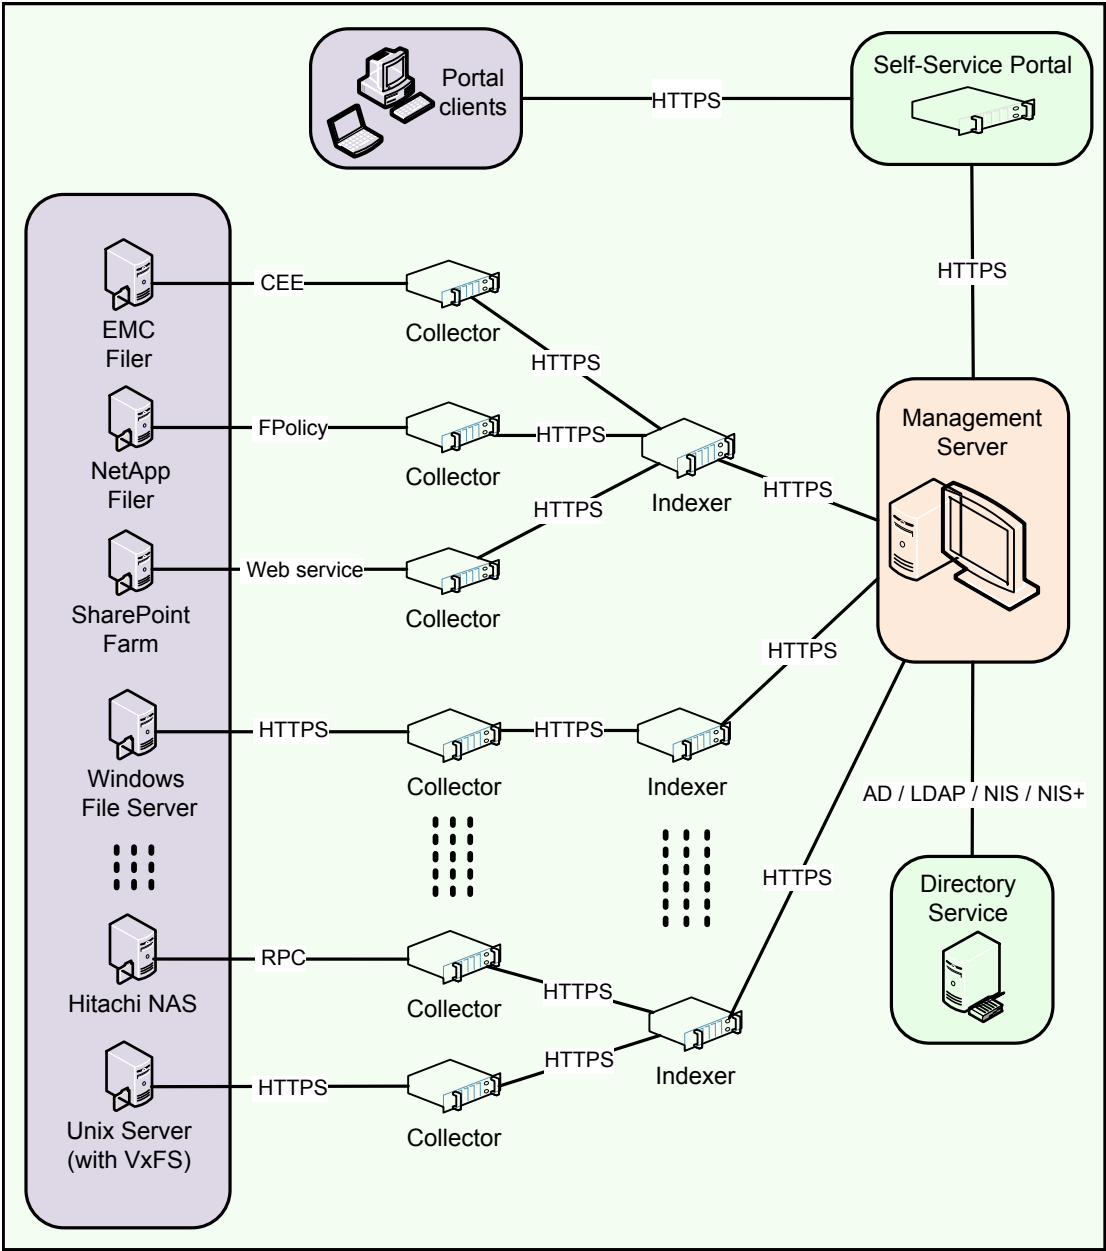 Portal
clients
HTTPS
Self-Service Portal
HTTPS
EMC
Filer
CEE
Collector
HTTPS
NetApp
Filer
FPolicy
Collector
HTTPS
Indexer
HTTPS
Management
Server
SharePoint
Farm
Web service
Collector
HTTPS
HTTPS
Windows
File Server
HTTPS
Collector
HTTPS
Indexer
AD / LDAP / NIS / NIS+
HTTPS
Directory
Service
Hitachi NAS
RPC
Collector
HTTPS
Indexer
Unix Server
(with VxFS)
HTTPS
Collector
HTTPS